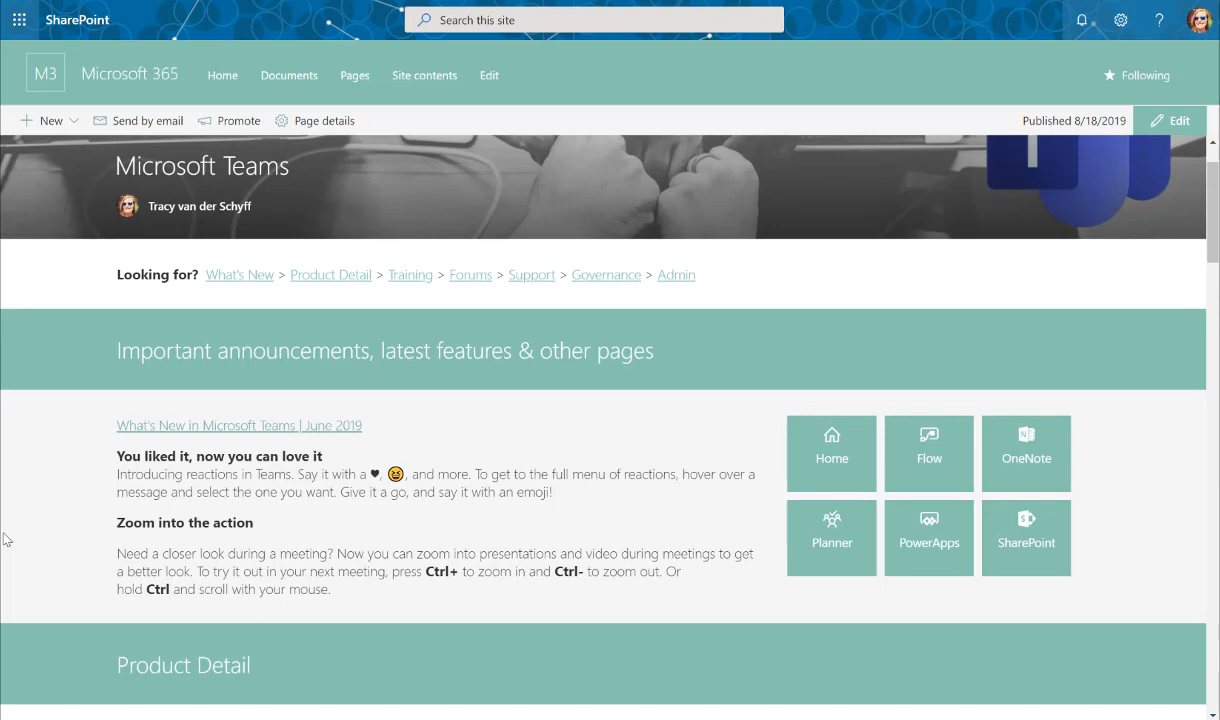 SharePoint
Search this site
?
M3 Microsoft 365 Home Documents Pages Site contents Edit
Following
New Send by email Promote Page details
Published 8/18/2019 Edit
Microsoft Teams
Tracy van der Schyff
Looking for? What's New > Product Detail > Training > Forums > Support > Governance > Admin
Important announcements, latest features & other pages
What's New in Microsoft Teams | June 2019
You liked it, now you can love it
Introducing reactions in Teams. Say it with a ♥, 😆, and more. To get to the full menu of reactions, hover over a
message and select the one you want. Give it a go, and say it with an emoji!
Zoom into the action
Need a closer look during a meeting? Now you can zoom into presentations and video during meetings to get
a better look. To try it out in your next meeting, press Ctrl+ to zoom in and Ctrl- to zoom out. Or
hold Ctrl and scroll with your mouse.
Home Flow OneNote
Planner PowerApps SharePoint
Product Detail